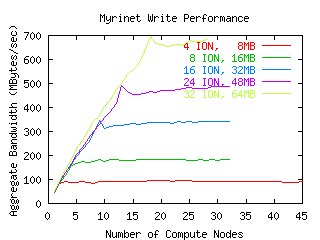 Myrinet Write Performance
Aggregate Bandwidth (MBytes/sec)
700
600
500
400
300
200
100
0
4 ION, 8MB
8 ION, 16MB
16 ION, 32MB
24 ION, 48MB
32 ION, 64MB
0 5 10 15 20 25 30 35 40 45
Number of Compute Nodes